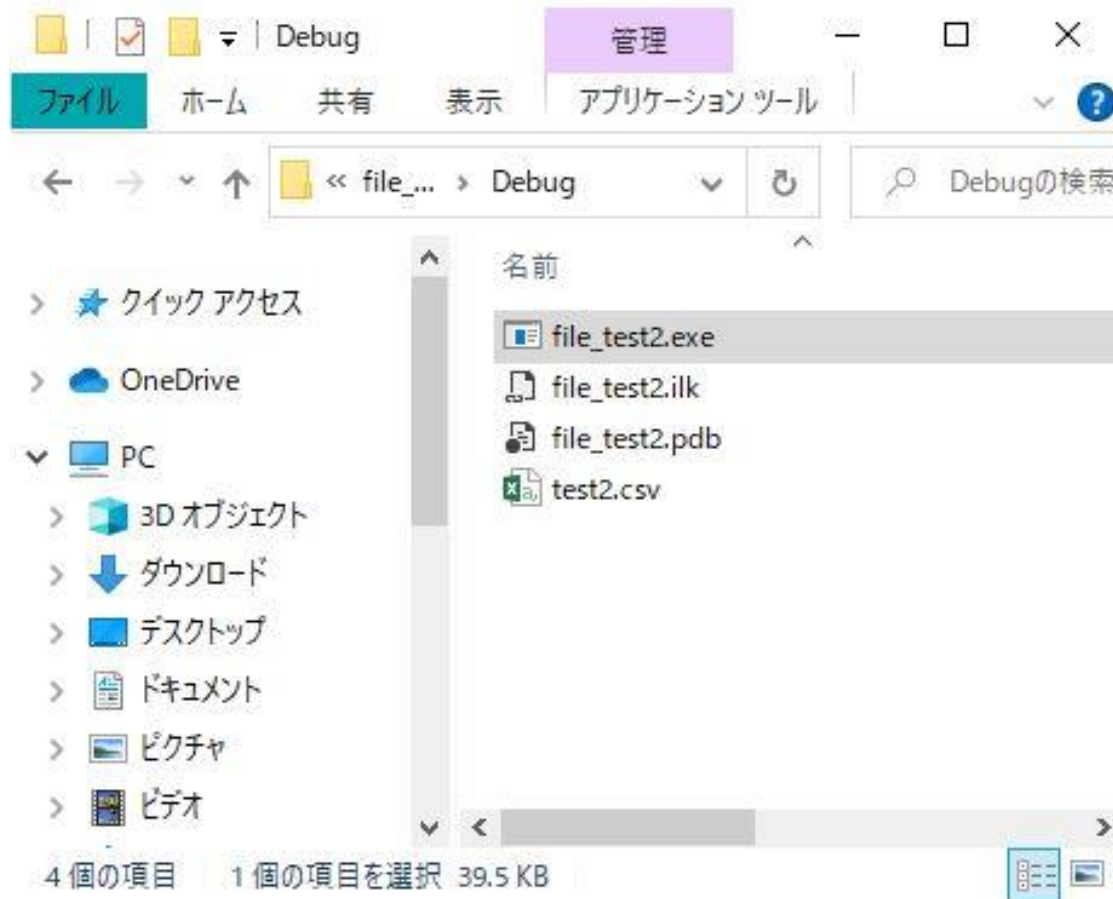 Debug
管理
ファイル ホーム 共有 表示 アプリケーション ツール
« file_... › Debug
Debugの検索
名前
クイック アクセス
OneDrive
PC
3D オブジェクト
ダウンロード
デスクトップ
ドキュメント
ピクチャ
ビデオ
file_test2.exe
file_test2.ilk
file_test2.pdb
test2.csv
4 個の項目 1 個の項目を選択 39.5 KB